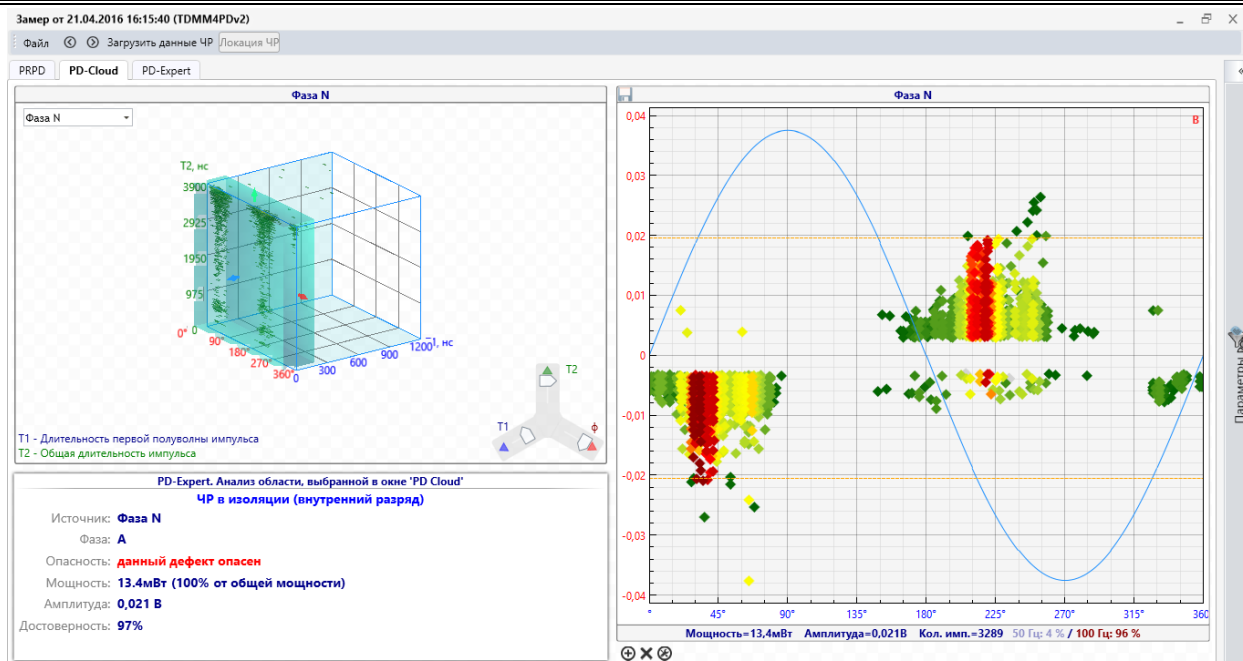 Замер от 21.04.2016 16:15:40 (TDMM4PDv2)
Файл Загрузить данные ЧР Локация ЧР
PRPD PD-Cloud PD-Expert
Фаза N
Фаза N
T2, нс
3900
2925
1950
975
0
0°
90°
180°
270°
360°
0
300
600
900
1200
T1, нс
T2
T1
ф
T1 - Длительность первой полуволны импульса
T2 - Общая длительность импульса
PD-Expert. Анализ области, выбранной в окне 'PD Cloud'
ЧР в изоляции (внутренний разряд)
Источник: Фаза N
Фаза: A
Опасность: данный дефект опасен
Мощность: 13.4мВт (100% от общей мощности)
Амплитуда: 0,021 В
Достоверность: 97%
Фаза N
В
0,04
0,03
0,02
0,01
0
-0,01
-0,02
-0,03
-0,04
45° 90° 135° 180° 225° 270° 315° 360
Мощность=13,4мВт Амплитуда=0,021В Кол. имп.=3289 50 Гц: 4 % / 100 Гц: 96 %
Параметры